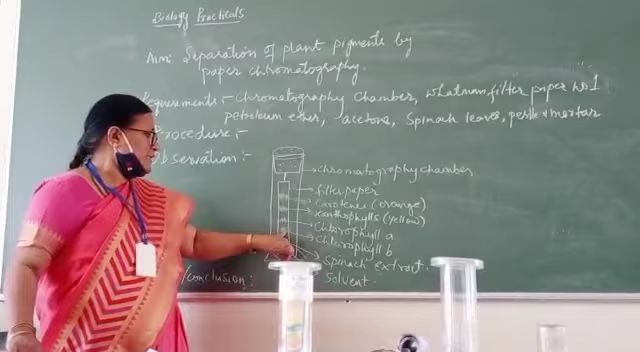 Biology Practicals
Aim: Separation of plant pigments by
paper chromatography.
Requirements:- Chromatography Chamber, whatman filter paper No 1
petroleum ether, acetone, Spinach leaves, pestle & mortar
Procedure:-
Observation:-
chromatography chamber
filter paper
Carotenes (orange)
Xanthophylls (yellow)
Chlorophyll a
Chlorophyll b
Spinach extract.
Solvent.
/conclusion: